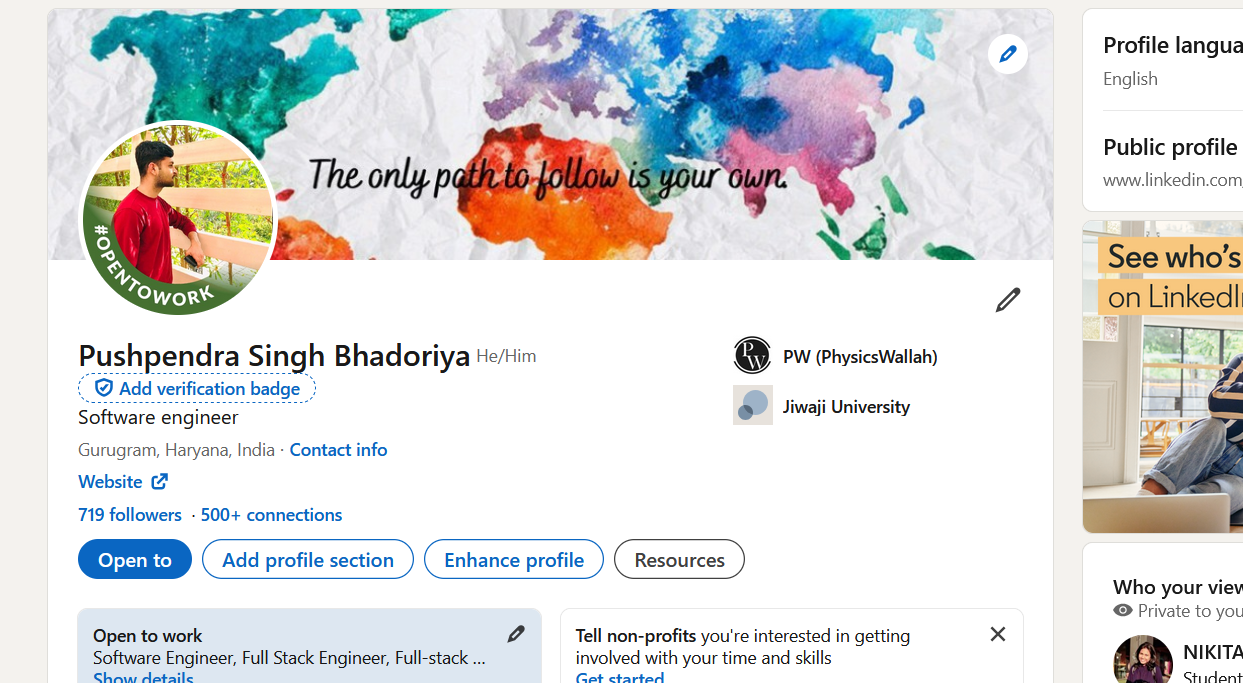 The only path to follow is your own.
#OPENTOWORK
Pushpendra Singh Bhadoriya He/Him
Add verification badge
Software engineer
Gurugram, Haryana, India · Contact info
Website
719 followers · 500+ connections
Open to
Add profile section
Enhance profile
Resources
PW
PW (PhysicsWallah)
Jiwaji University
Open to work
Software Engineer, Full Stack Engineer, Full-stack ...
Show details
Tell non-profits you're interested in getting
involved with your time and skills
Get started
Profile langua
English
Public profile
www.linkedin.com/
See who's
on LinkedI
Who your view
Private to you
NIKITA
Student